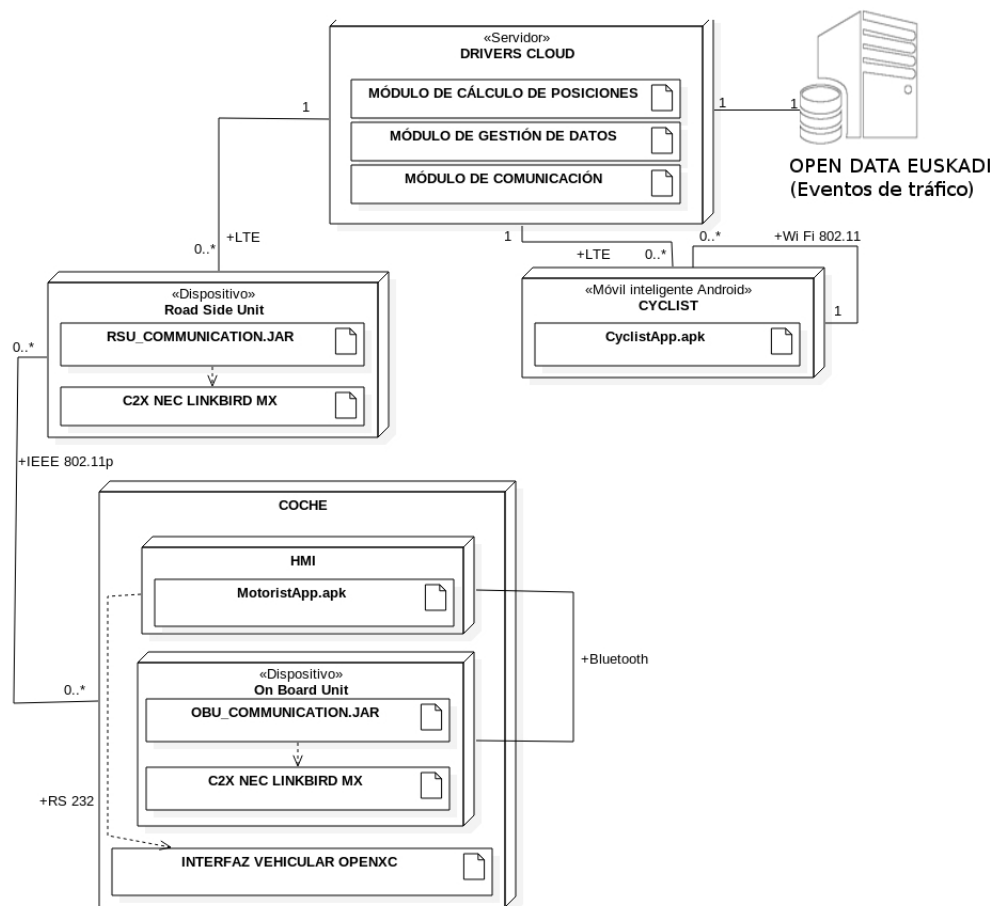 «Servidor»
DRIVERS CLOUD
MÓDULO DE CÁLCULO DE POSICIONES
MÓDULO DE GESTIÓN DE DATOS
MÓDULO DE COMUNICACIÓN
1
1
1
OPEN DATA EUSKADI
(Eventos de tráfico)
+LTE
0..*
1
+LTE
0..*
0..*
+Wi Fi 802.11
1
«Dispositivo»
Road Side Unit
RSU_COMMUNICATION.JAR
C2X NEC LINKBIRD MX
«Móvil inteligente Android»
CYCLIST
CyclistApp.apk
0..*
+IEEE 802.11p
0..*
COCHE
HMI
MotoristApp.apk
+Bluetooth
«Dispositivo»
On Board Unit
OBU_COMMUNICATION.JAR
C2X NEC LINKBIRD MX
+RS 232
INTERFAZ VEHICULAR OPENXC